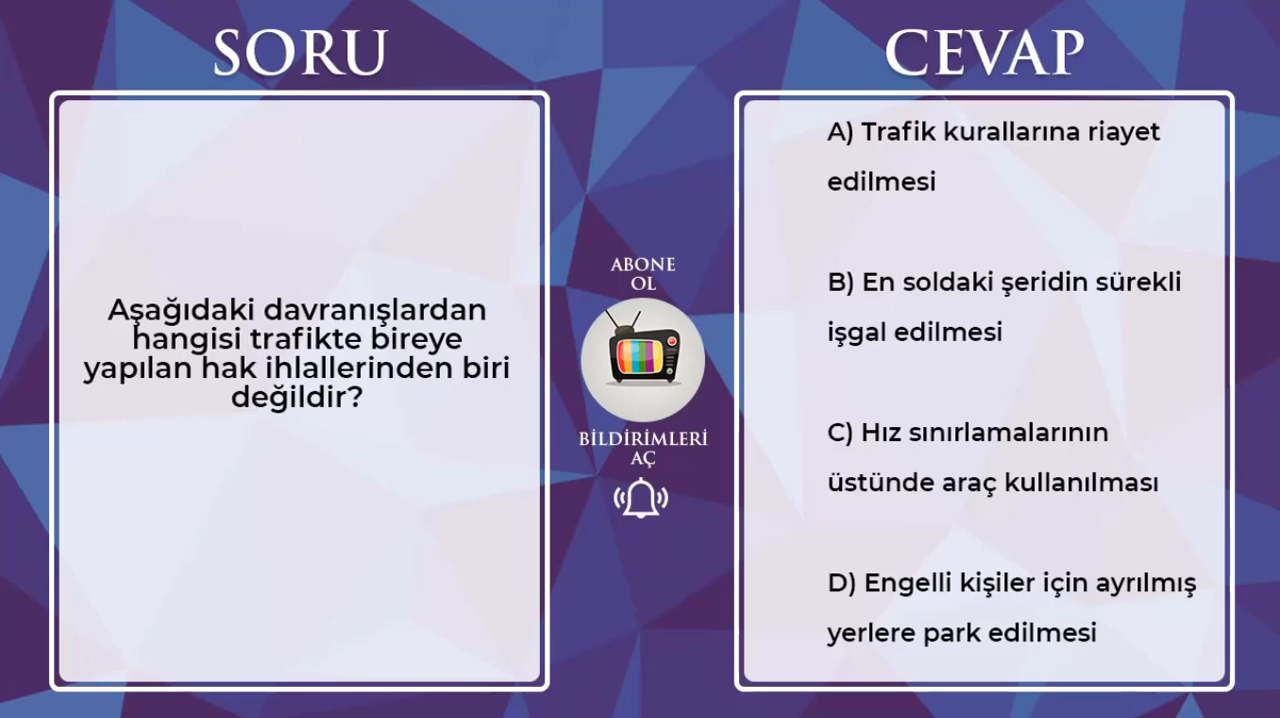 SORU
Aşağıdaki davranışlardan
hangisi trafikte bireye
yapılan hak ihlallerinden biri
değildir?
ABONE
OL
BİLDİRİMLERİ
AÇ
CEVAP
A) Trafik kurallarına riayet
edilmesi
B) En soldaki şeridin sürekli
işgal edilmesi
C) Hız sınırlamalarının
üstünde araç kullanılması
D) Engelli kişiler için ayrılmış
yerlere park edilmesi